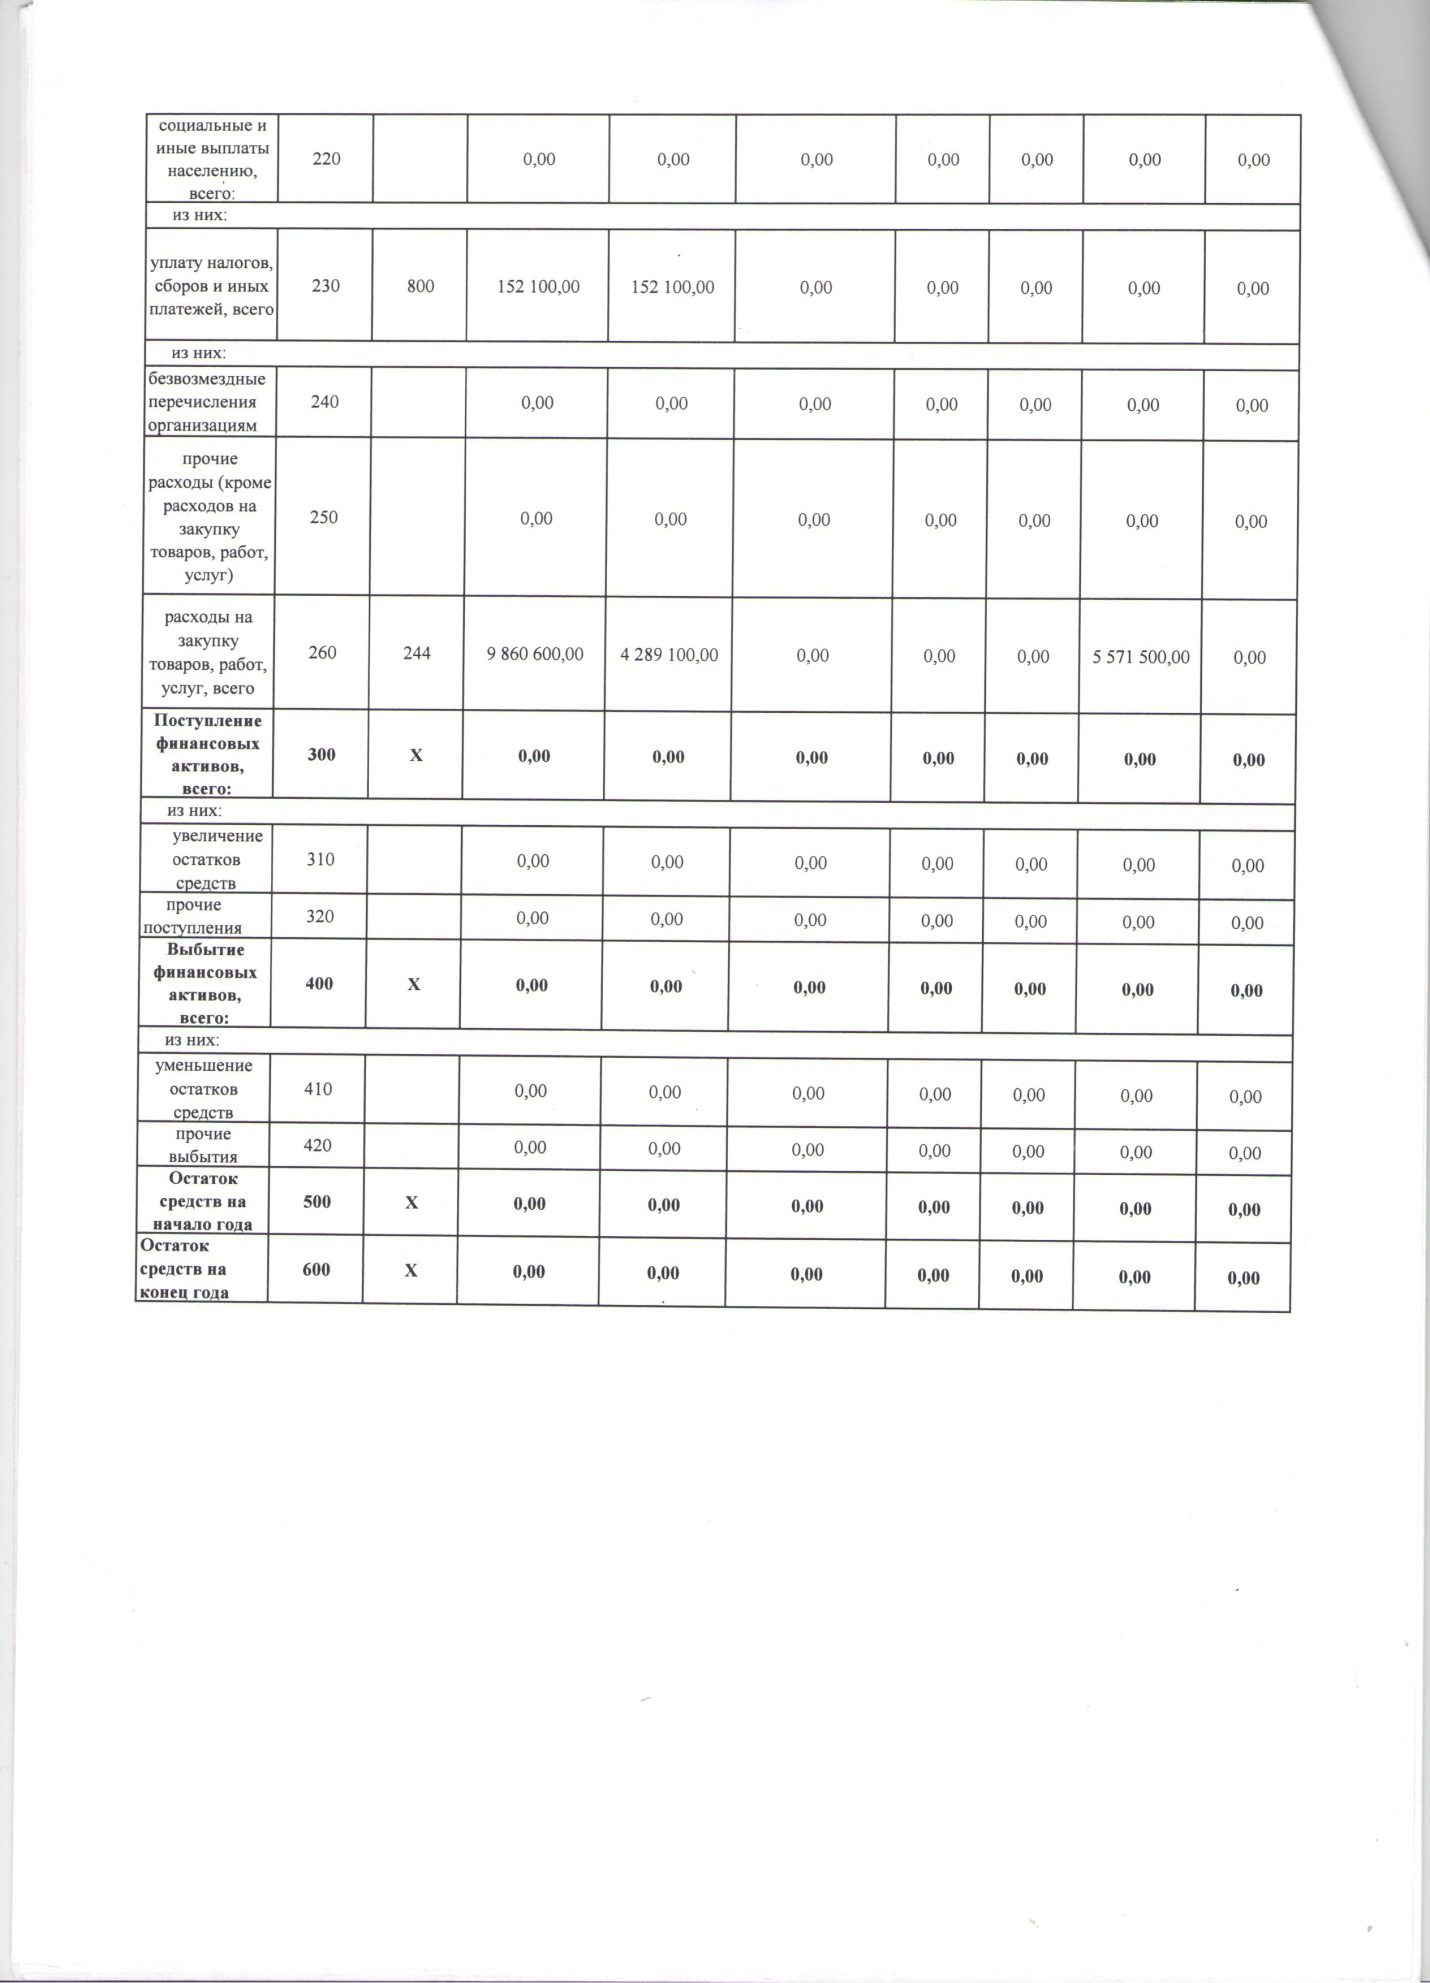 социальные и
иные выплаты
населению,
всего:
220 0,00 0,00 0,00 0,00 0,00 0,00 0,00
из них:
уплату налогов,
сборов и иных
платежей, всего
230 800 152 100,00 152 100,00 0,00 0,00 0,00 0,00 0,00
из них:
безвозмездные
перечисления
организациям
240 0,00 0,00 0,00 0,00 0,00 0,00 0,00
прочие
расходы (кроме
расходов на
закупку
товаров, работ,
услуг)
250 0,00 0,00 0,00 0,00 0,00 0,00 0,00
расходы на
закупку
товаров, работ,
услуг, всего
260 244 9 860 600,00 4 289 100,00 0,00 0,00 0,00 5 571 500,00 0,00
Поступление
финансовых
активов,
всего:
300 X 0,00 0,00 0,00 0,00 0,00 0,00 0,00
из них:
увеличение
остатков
средств
310 0,00 0,00 0,00 0,00 0,00 0,00 0,00
прочие
поступления
320 0,00 0,00 0,00 0,00 0,00 0,00 0,00
Выбытие
финансовых
активов,
всего:
400 X 0,00 0,00 0,00 0,00 0,00 0,00 0,00
из них:
уменьшение
остатков
средств
410 0,00 0,00 0,00 0,00 0,00 0,00 0,00
прочие
выбытия
420 0,00 0,00 0,00 0,00 0,00 0,00 0,00
Остаток
средств на
начало года
500 X 0,00 0,00 0,00 0,00 0,00 0,00 0,00
Остаток
средств на
конец года
600 X 0,00 0,00 0,00 0,00 0,00 0,00 0,00